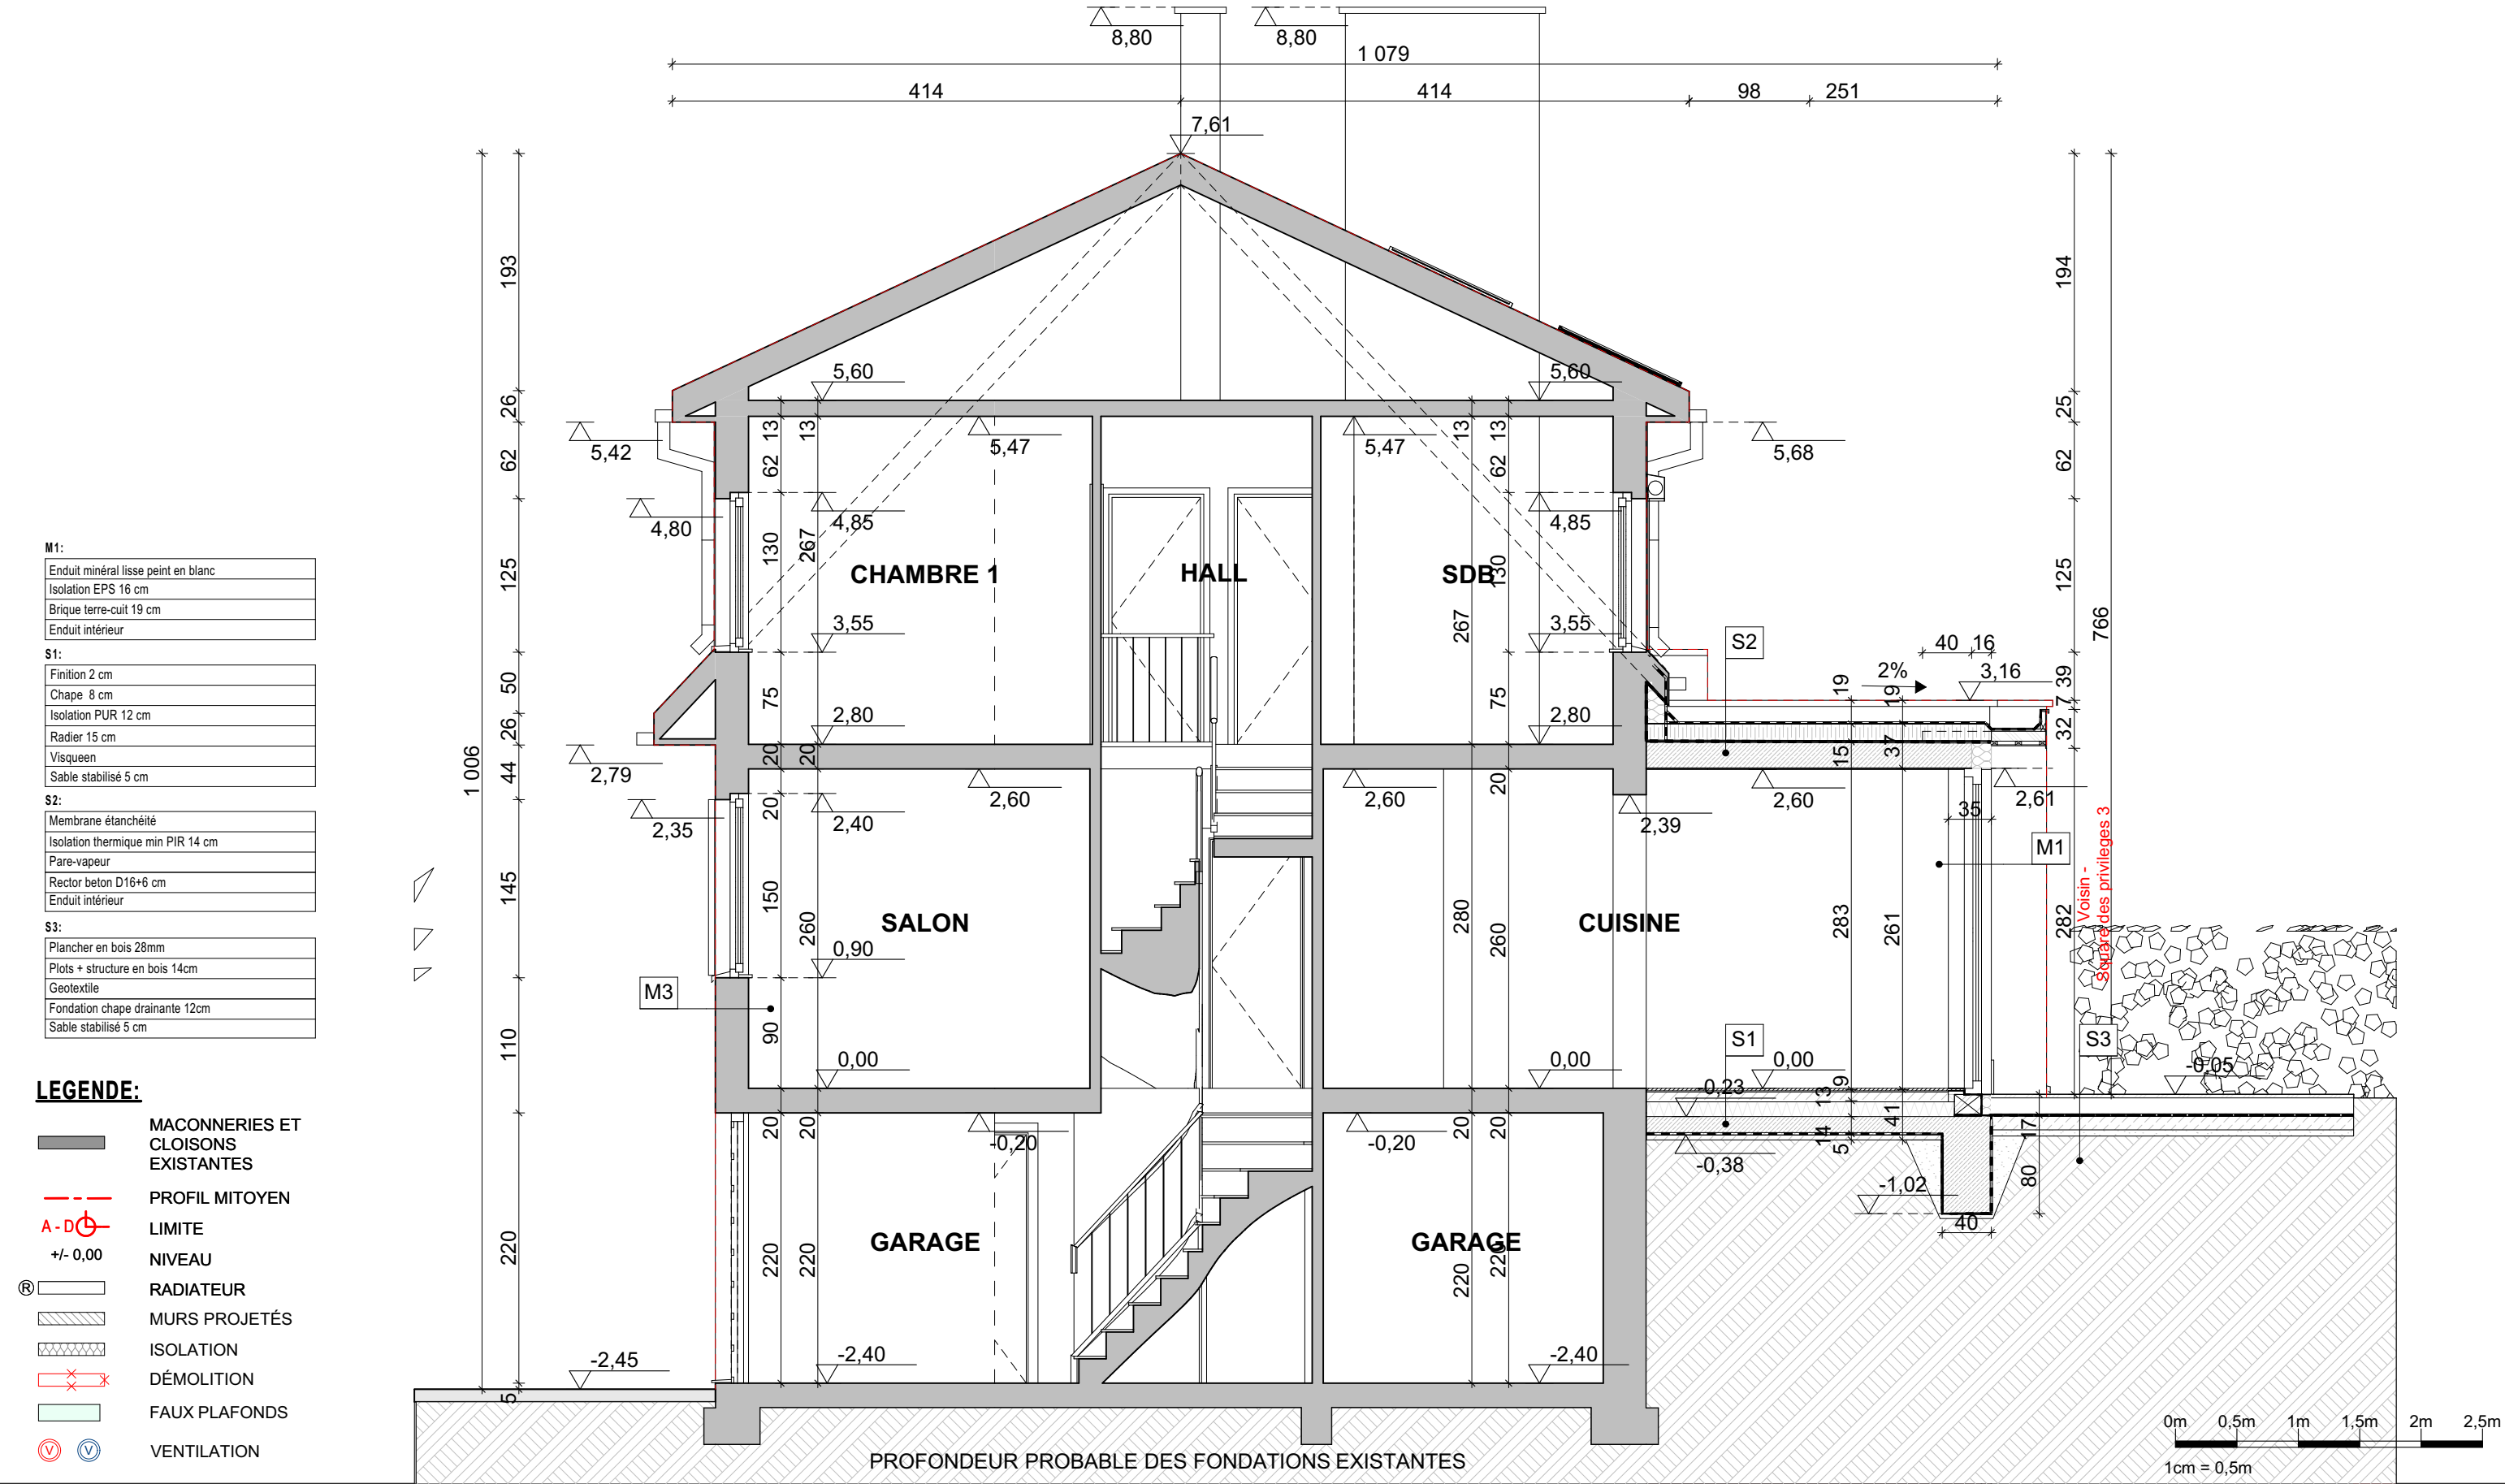 8,80
8,80
1 079
414
414
98
251
7,61
193
194
5,60
5,60
26
25
13
13
13
13
5,42
5,47
5,47
5,68
62
62
62
62
4,80
4,85
4,85
125
130
267
CHAMBRE 1
HALL
SDB
130
125
267
766
3,55
3,55
S2
40
16
2%
3,16
39
50
75
75
19
19
7
2,80
2,80
26
32
1 006
20
20
15
37
44
2,79
2,60
2,60
20
2,60
2,61
2,35
20
2,40
2,39
35
M1
145
150
260
SALON
280
260
CUISINE
283
261
282
Voisin -
Square des privileges 3
0,90
M3
110
90
S1
S3
0,00
0,00
0,00
-0,05
-0,23
9
13
20
20
-0,20
-0,20
20
20
41
14
5
17
-0,38
-1,02
80
40
220
220
220
GARAGE
GARAGE
220
220
-2,45
-2,40
-2,40
5
PROFONDEUR PROBABLE DES FONDATIONS EXISTANTES
M1:
Enduit minéral lisse peint en blanc
Isolation EPS 16 cm
Brique terre-cuit 19 cm
Enduit intérieur
S1:
Finition 2 cm
Chape 8 cm
Isolation PUR 12 cm
Radier 15 cm
Visqueen
Sable stabilisé 5 cm
S2:
Membrane étanchéité
Isolation thermique min PIR 14 cm
Pare-vapeur
Rector beton D16+6 cm
Enduit intérieur
S3:
Plancher en bois 28mm
Plots + structure en bois 14cm
Geotextile
Fondation chape drainante 12cm
Sable stabilisé 5 cm
LEGENDE:
MACONNERIES ET
CLOISONS
EXISTANTES
PROFIL MITOYEN
A - D
LIMITE
+/- 0,00
NIVEAU
® RADIATEUR
MURS PROJETÉS
ISOLATION
DÉMOLITION
FAUX PLAFONDS
V V VENTILATION
0m 0,5m 1m 1,5m 2m 2,5m
1cm = 0,5m